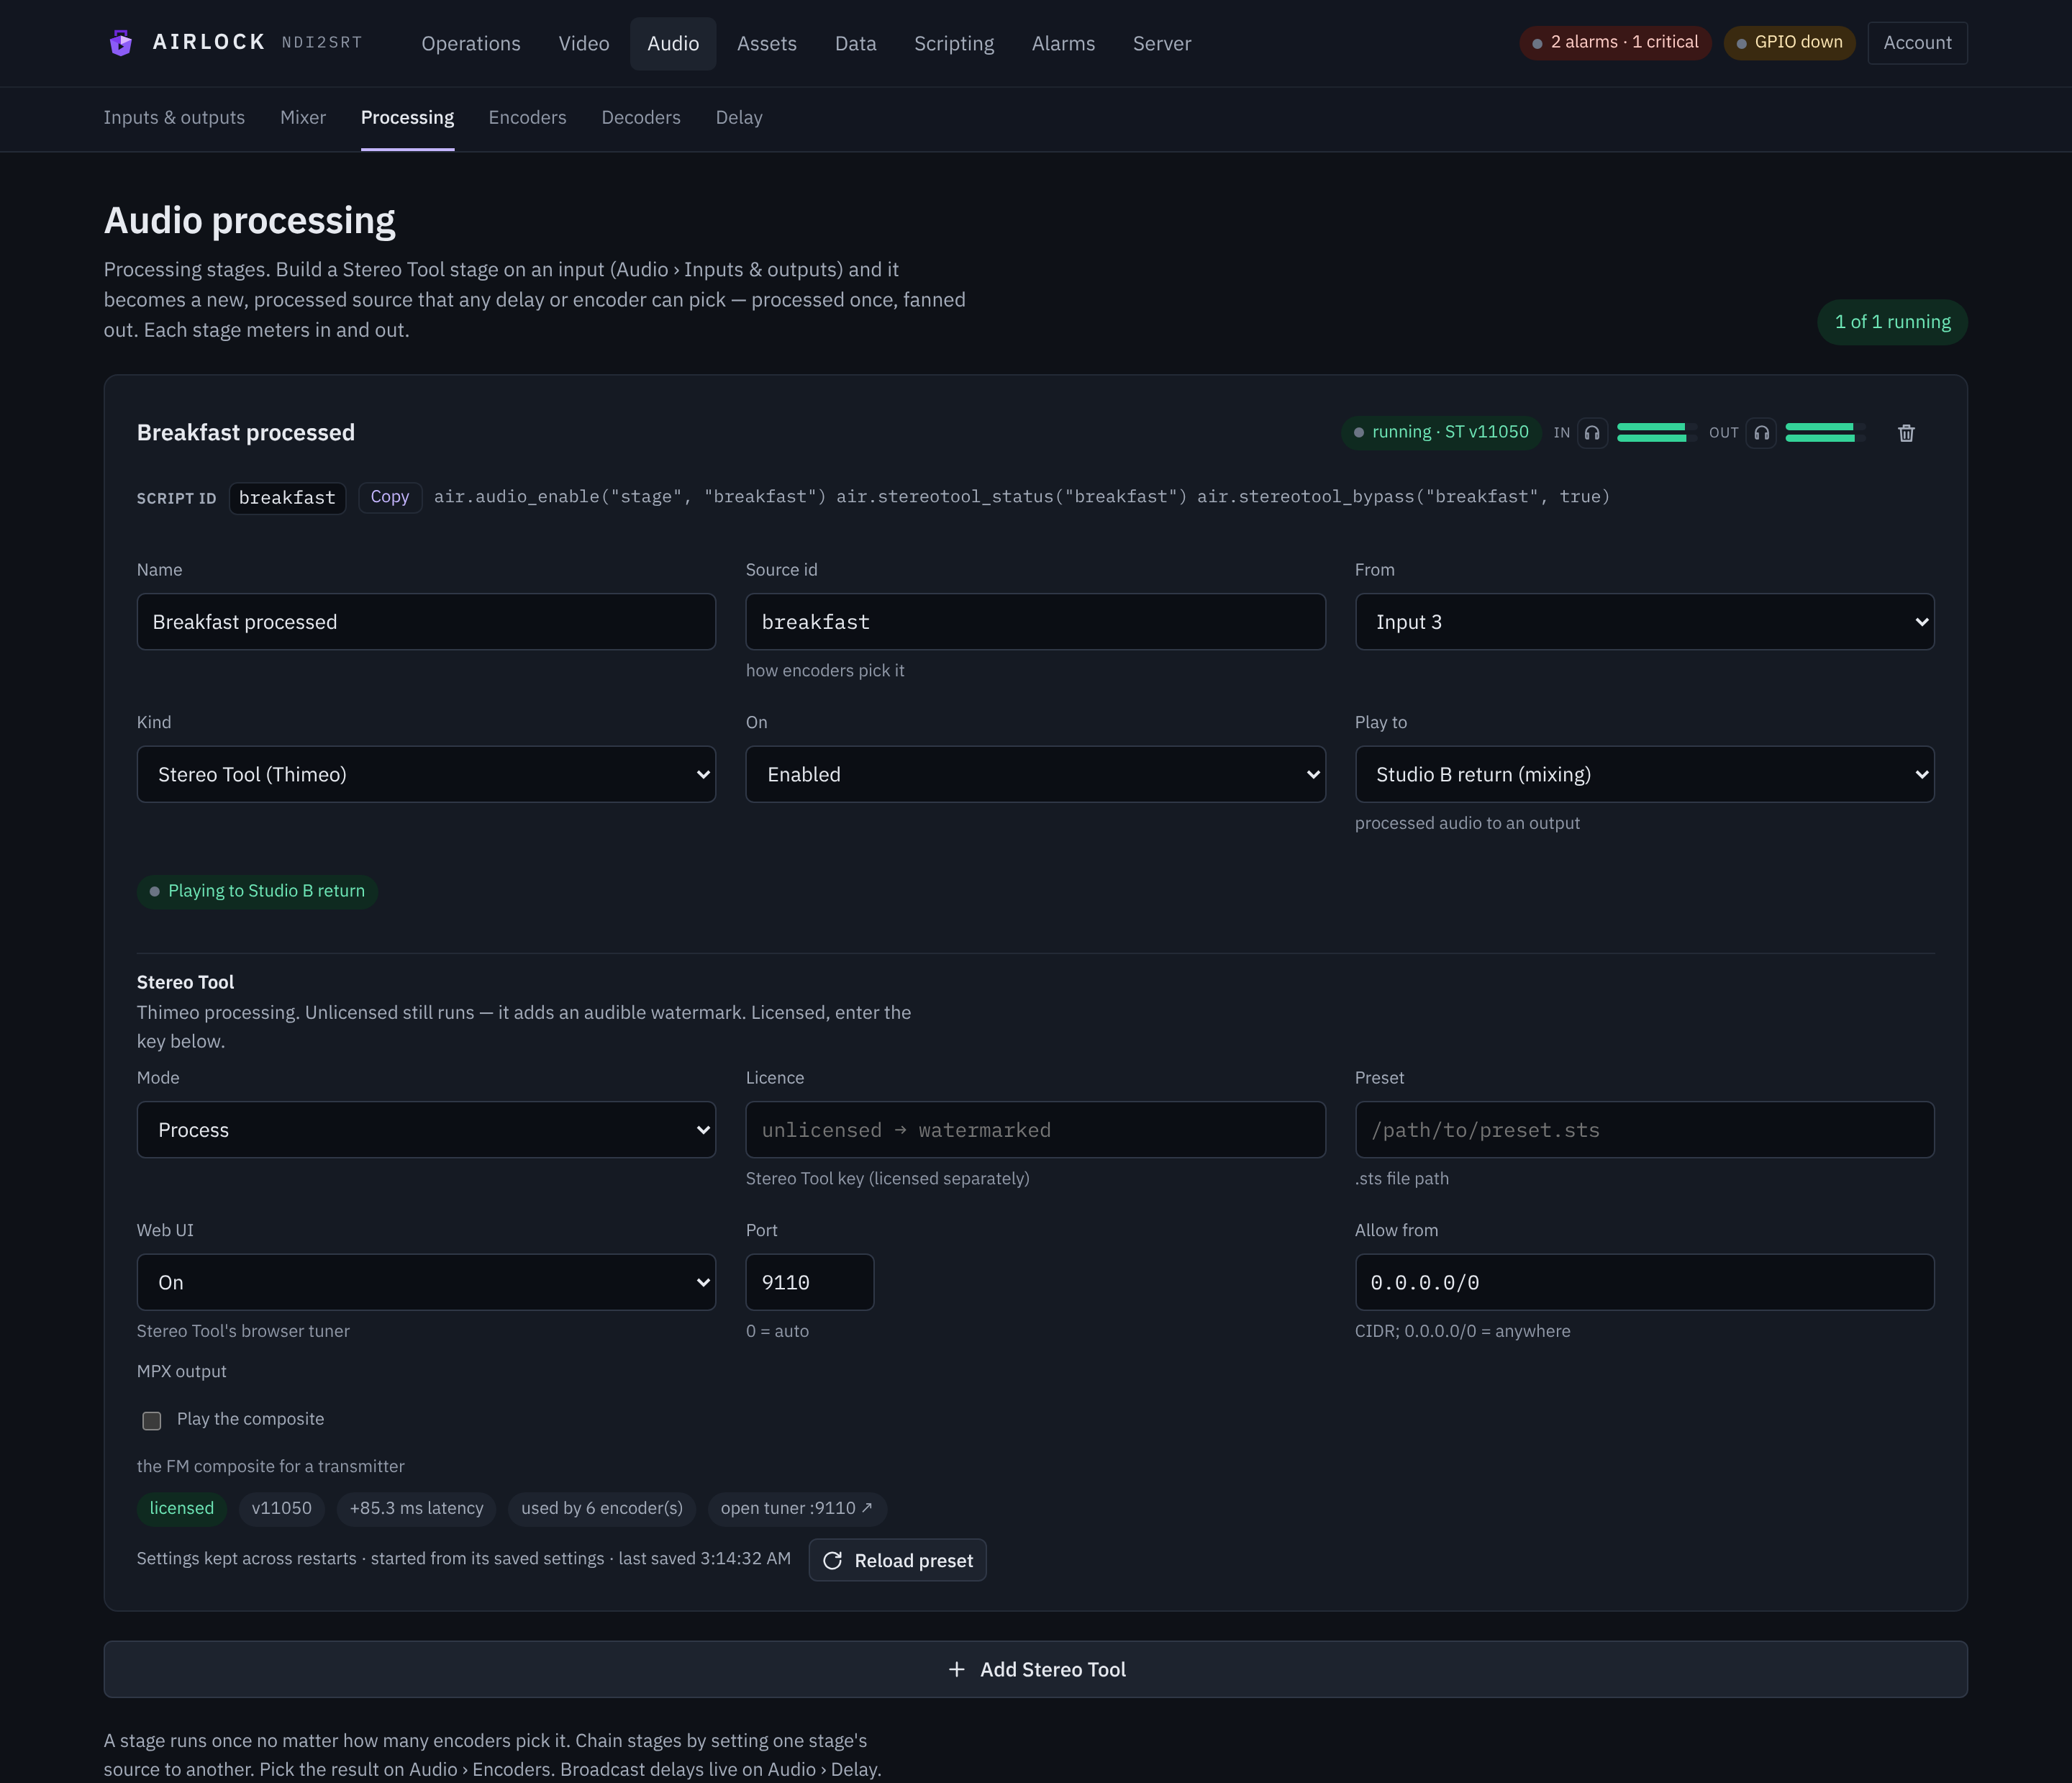 AIRLOCK NDI2SRT Operations Video Audio Assets Data Scripting Alarms Server 2 alarms · 1 critical GPIO down Account
Inputs & outputs Mixer Processing Encoders Decoders Delay
Audio processing
Processing stages. Build a Stereo Tool stage on an input (Audio › Inputs & outputs) and it
becomes a new, processed source that any delay or encoder can pick — processed once, fanned
out. Each stage meters in and out.
1 of 1 running
Breakfast processed running · ST v11050 IN OUT
SCRIPT ID breakfast Copy air.audio_enable("stage", "breakfast") air.stereotool_status("breakfast") air.stereotool_bypass("breakfast", true)
Name Source id From
Breakfast processed breakfast Input 3
how encoders pick it
Kind On Play to
Stereo Tool (Thimeo) Enabled Studio B return (mixing)
processed audio to an output
Playing to Studio B return
Stereo Tool
Thimeo processing. Unlicensed still runs — it adds an audible watermark. Licensed, enter the
key below.
Mode Licence Preset
Process unlicensed → watermarked /path/to/preset.sts
Stereo Tool key (licensed separately) .sts file path
Web UI Port Allow from
On 9110 0.0.0.0/0
Stereo Tool's browser tuner 0 = auto CIDR; 0.0.0.0/0 = anywhere
MPX output
Play the composite
the FM composite for a transmitter
licensed v11050 +85.3 ms latency used by 6 encoder(s) open tuner :9110 ↗
Settings kept across restarts · started from its saved settings · last saved 3:14:32 AM Reload preset
+ Add Stereo Tool
A stage runs once no matter how many encoders pick it. Chain stages by setting one stage's
source to another. Pick the result on Audio › Encoders. Broadcast delays live on Audio › Delay.